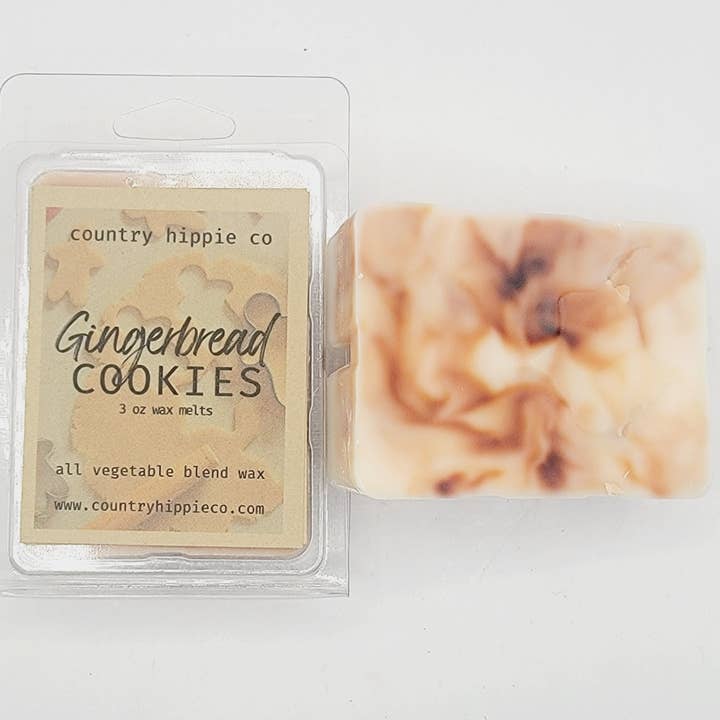 country hippie co
Gingerbread
COOKIES
3 oz wax melts
all vegetable blend wax
www.countryhippieco.com